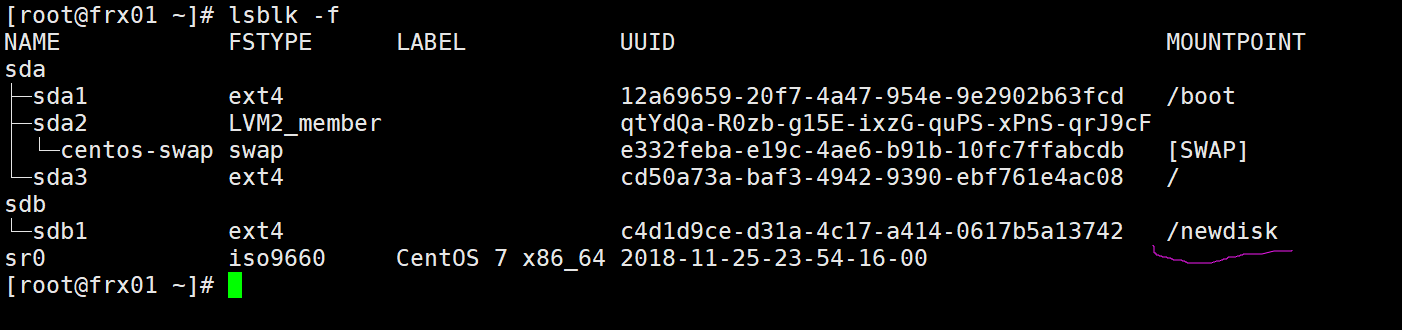 [root@frx01 ~]# lsblk -f
NAME FSTYPE LABEL UUID MOUNTPOINT
sda
├─sda1 ext4 12a69659-20f7-4a47-954e-9e2902b63fcd /boot
├─sda2 LVM2_member qtYdQa-R0zb-g15E-ixzG-quPS-xPnS-qrJ9cF
│ └─centos-swap swap e332feba-e19c-4ae6-b91b-10fc7ffabcdb [SWAP]
└─sda3 ext4 cd50a73a-baf3-4942-9390-ebf761e4ac08 /
sdb
└─sdb1 ext4 c4d1d9ce-d31a-4c17-a414-0617b5a13742 /newdisk
sr0 iso9660 CentOS 7 x86_64 2018-11-25-23-54-16-00
[root@frx01 ~]#